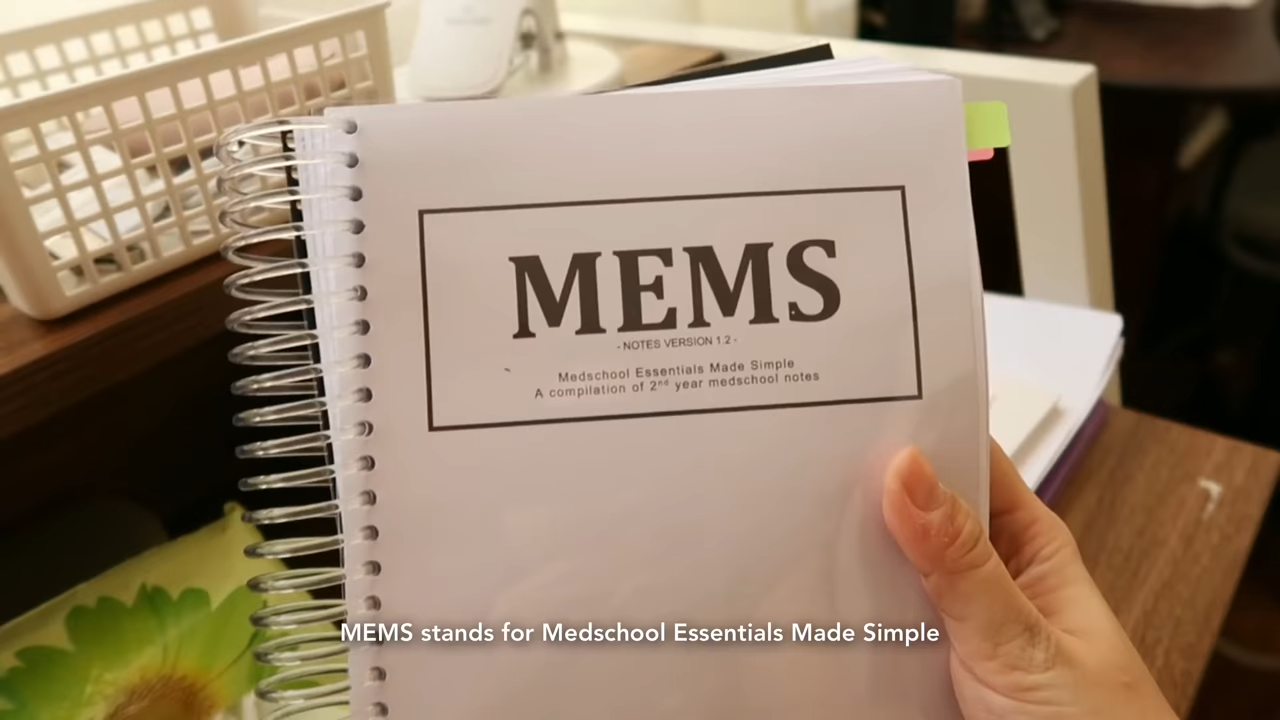 MEMS
- NOTES VERSION 1.2 -
Medschool Essentials Made Simple
A compilation of 2nd year medschool notes
MEMS stands for Medschool Essentials Made Simple